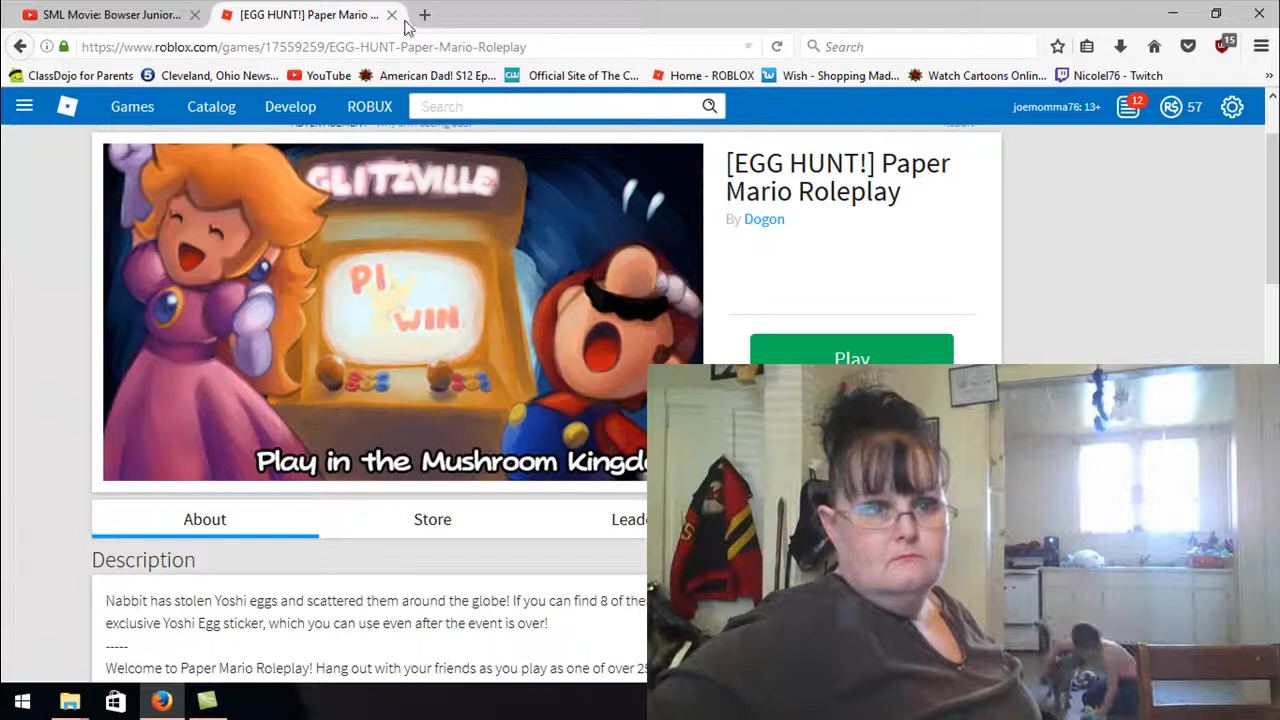 SML Movie: Bowser Junior...
[EGG HUNT!] Paper Mario ...
https://www.roblox.com/games/17559259/EGG-HUNT-Paper-Mario-Roleplay
Search
15
ClassDojo for Parents
Cleveland, Ohio News...
YouTube
American Dad! S12 Ep...
Official Site of The C...
Home - ROBLOX
Wish - Shopping Mad...
Watch Cartoons Onlin...
Nicolel76 - Twitch
Games
Catalog
Develop
ROBUX
Search
joemomma76: 13+
12
R$ 57
GLITZVILLE
WIN
Play in the Mushroom Kingd
[EGG HUNT!] Paper
Mario Roleplay
By Dogon
Play
About
Store
Lead
Description
Nabbit has stolen Yoshi eggs and scattered them around the globe! If you can find 8 of the
exclusive Yoshi Egg sticker, which you can use even after the event is over!
-----
Welcome to Paper Mario Roleplay! Hang out with your friends as you play as one of over 25